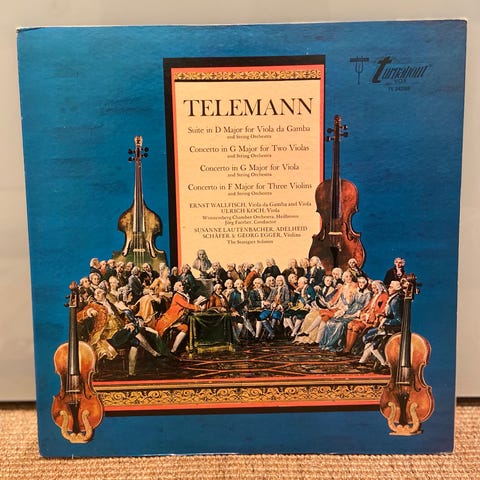 turnabout
VOX
TELEMANN
Suite in D Major for Viola da Gamba
and String Orchestra
Concerto in G Major for Two Violas
and String Orchestra
Concerto in G Major for Viola
and String Orchestra
Concerto in F Major for Three Violins
and String Orchestra
ERNST WALLFISCH, Viola da Gamba and Viola
ULRICH KOCH, Viola
Württemberg Chamber Orchestra, Heilbronn
Jörg Faerber, Conductor
SUSANNE LAUTENBACHER, ADELHEID
SCHÄFER & GEORG EGGER, Violins
The Stuttgart Soloists